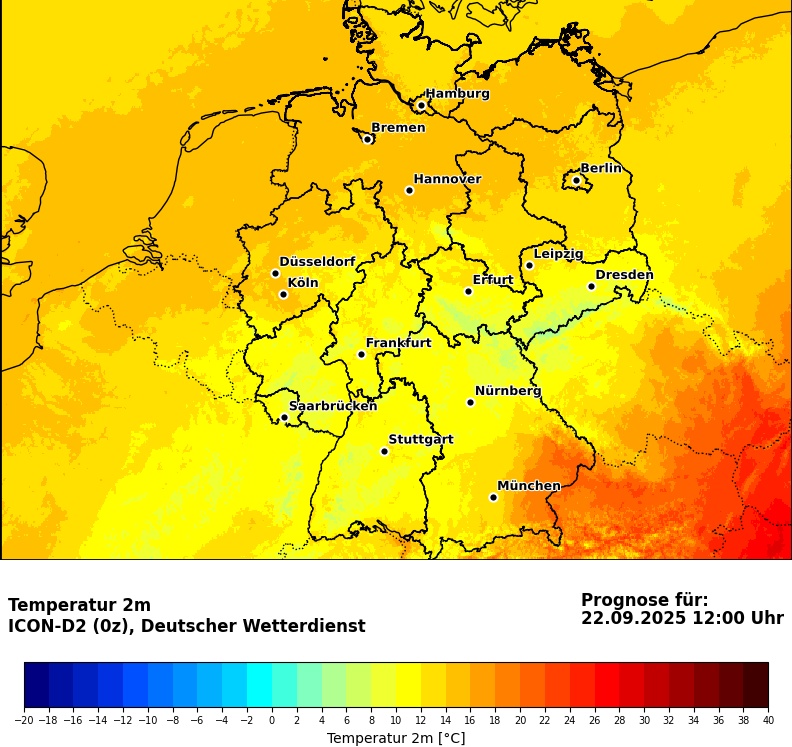 Hamburg
Bremen
Berlin
Hannover
Leipzig
Düsseldorf
Dresden
Köln
Erfurt
Frankfurt
Nürnberg
Saarbrücken
Stuttgart
München
Temperatur 2m
ICON-D2 (0z), Deutscher Wetterdienst
Prognose für:
22.09.2025 12:00 Uhr
−20 −18 −16 −14 −12 −10 −8 −6 −4 −2 0 2 4 6 8 10 12 14 16 18 20 22 24 26 28 30 32 34 36 38 40
Temperatur 2m [°C]